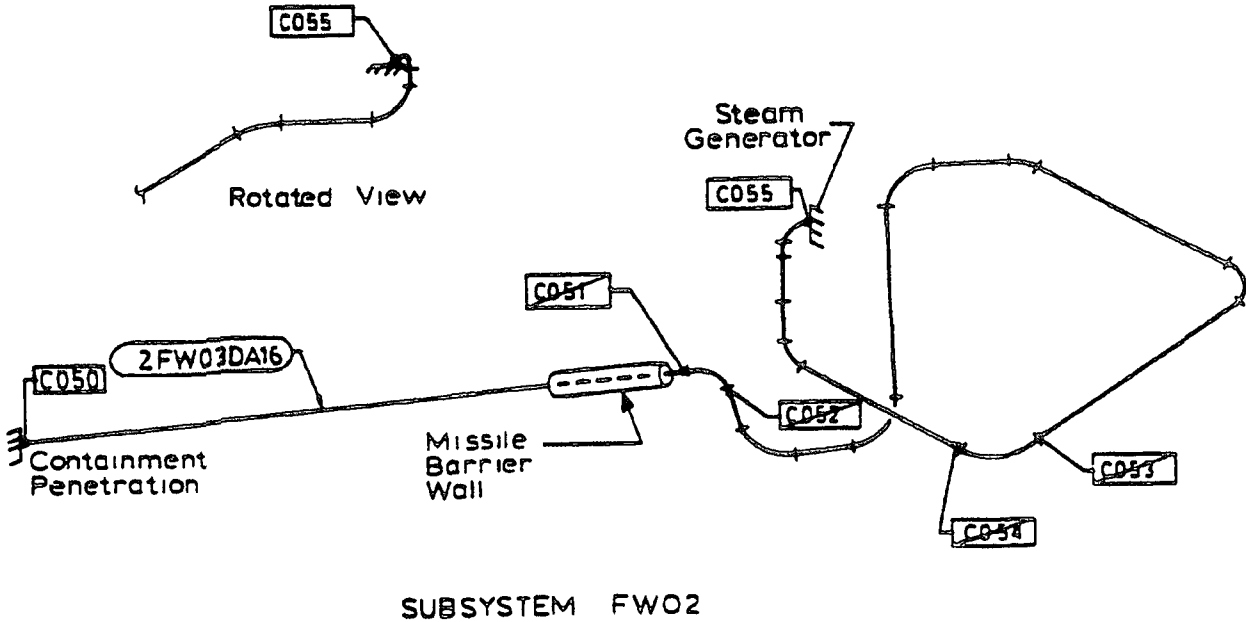 C055
Rotated View
Steam
Generator
C055
C051
2FW03DA16
C050
C052
Containment
Penetration
Missile
Barrier
Wall
C053
C054
SUBSYSTEM FW02